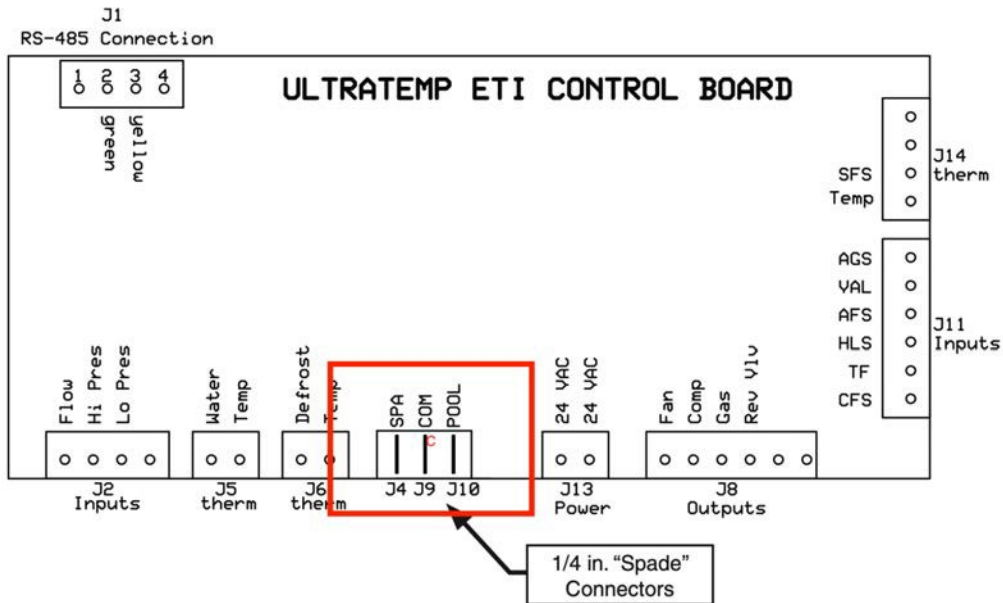 J1
RS-485 Connection
1 2 3 4
green
yellow
ULTRATEMP ETI CONTROL BOARD
SFS
Temp
J14
therm
AGS
VAL
AFS
HLS
TF
CFS
J11
Inputs
Flow
Hi Pres
Lo Pres
Water
Temp
Defrost
Temp
SPA
COM
C
POOL
24 VAC
24 VAC
Fan
Comp
Gas
Rev Vlv
J2
Inputs
J5
therm
J6
therm
J4 J9 J10
J13
Power
J8
Outputs
1/4 in. “Spade”
Connectors